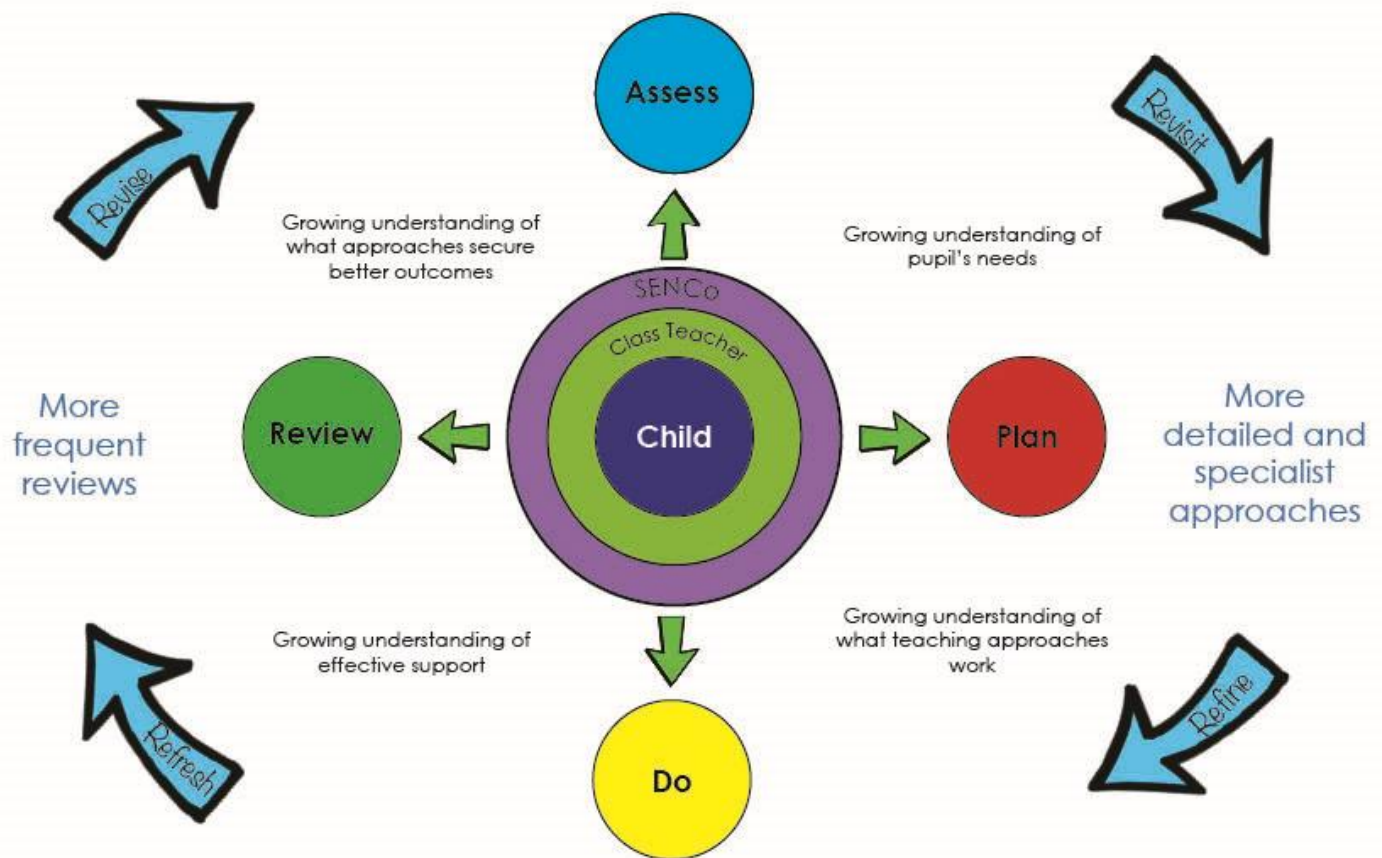 Assess
Revise
Revisit
Growing understanding of
what approaches secure
better outcomes
Growing understanding of
pupil's needs
SENCo
Class Teacher
Child
Review
Plan
More
frequent
reviews
More
detailed and
specialist
approaches
Growing understanding of
effective support
Growing understanding of
what teaching approaches
work
Refresh
Refine
Do